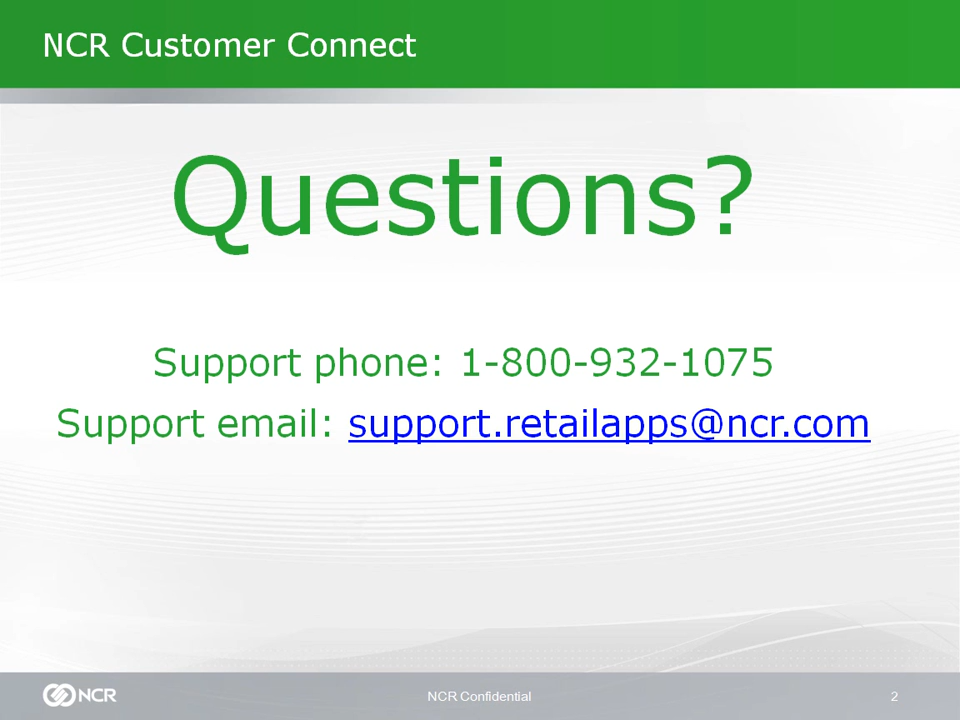 NCR Customer Connect
Questions?
Support phone: 1-800-932-1075
Support email: support.retailapps@ncr.com
NCR
NCR Confidential
2